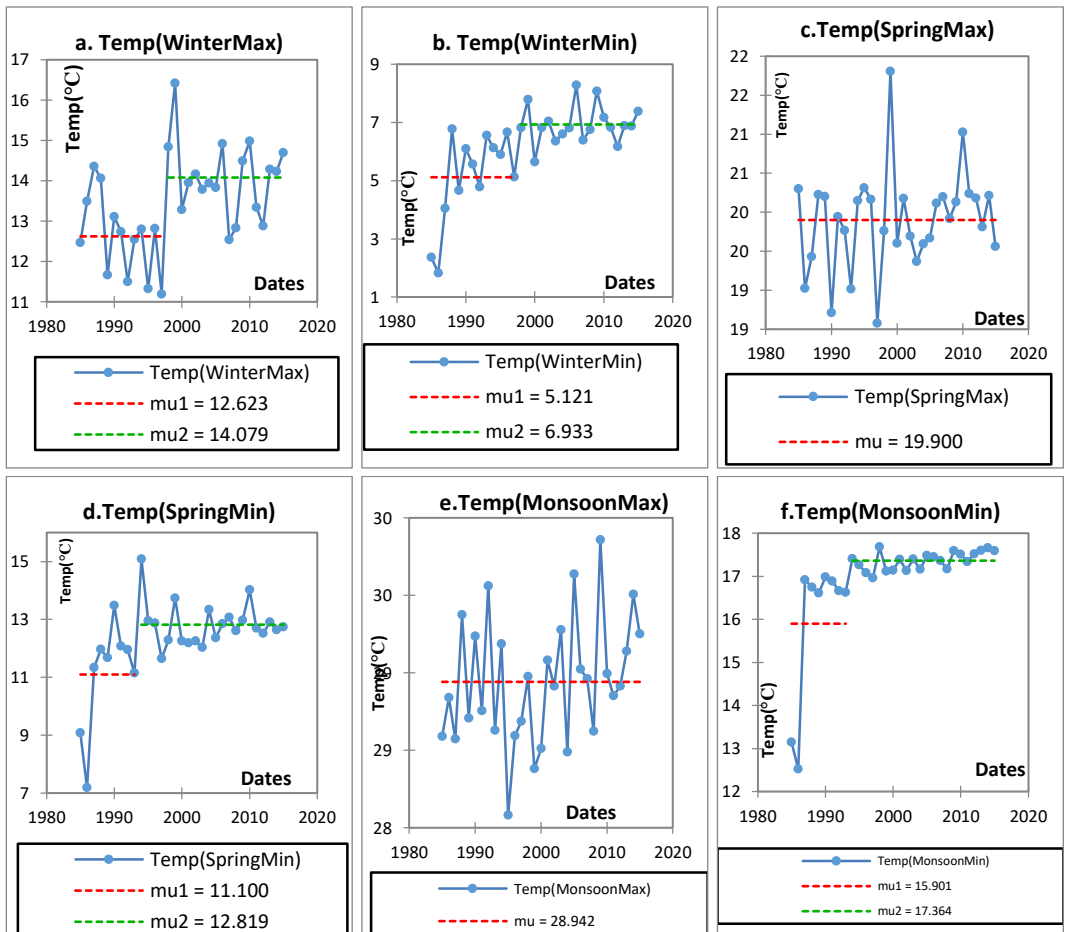 a. Temp(WinterMax)
17
16
15
14
13
12
11
Temp(°C)
Dates
1980 1990 2000 2010 2020
Temp(WinterMax)
mu1 = 12.623
mu2 = 14.079
b. Temp(WinterMin)
9
7
5
3
1
Temp(°C)
Dates
1980 1990 2000 2010 2020
Temp(WinterMin)
mu1 = 5.121
mu2 = 6.933
c.Temp(SpringMax)
22
22
21
21
20
20
19
19
Temp(°C)
Dates
1980 1990 2000 2010 2020
Temp(SpringMax)
mu = 19.900
d.Temp(SpringMin)
15
13
11
9
7
Temp(°C)
Dates
1980 1990 2000 2010 2020
Temp(SpringMin)
mu1 = 11.100
mu2 = 12.819
e.Temp(MonsoonMax)
30
30
29
29
28
Temp(°C)
Dates
1980 1990 2000 2010 2020
Temp(MonsoonMax)
mu = 28.942
f.Temp(MonsoonMin)
18
17
16
15
14
13
12
Temp(°C)
Dates
1980 1990 2000 2010 2020
Temp(MonsoonMin)
mu1 = 15.901
mu2 = 17.364